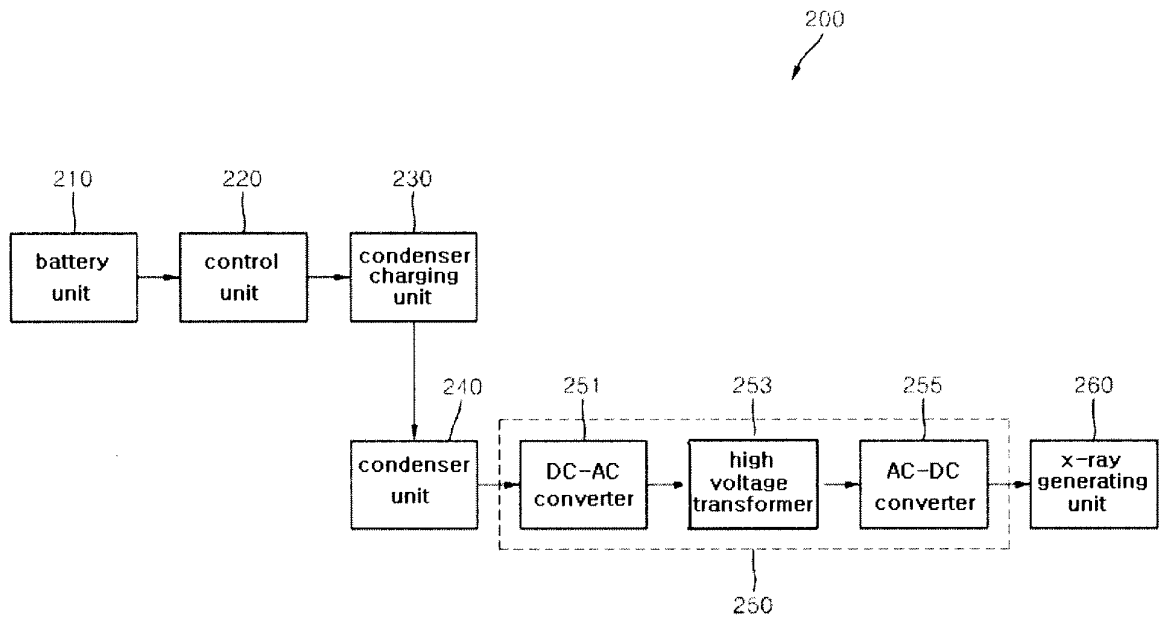 200
210
220
230
battery
unit
control
unit
condenser
charging
unit
240
251
253
255
260
condenser
unit
DC-AC
converter
high
voltage
transformer
AC-DC
converter
x-ray
generating
unit
250